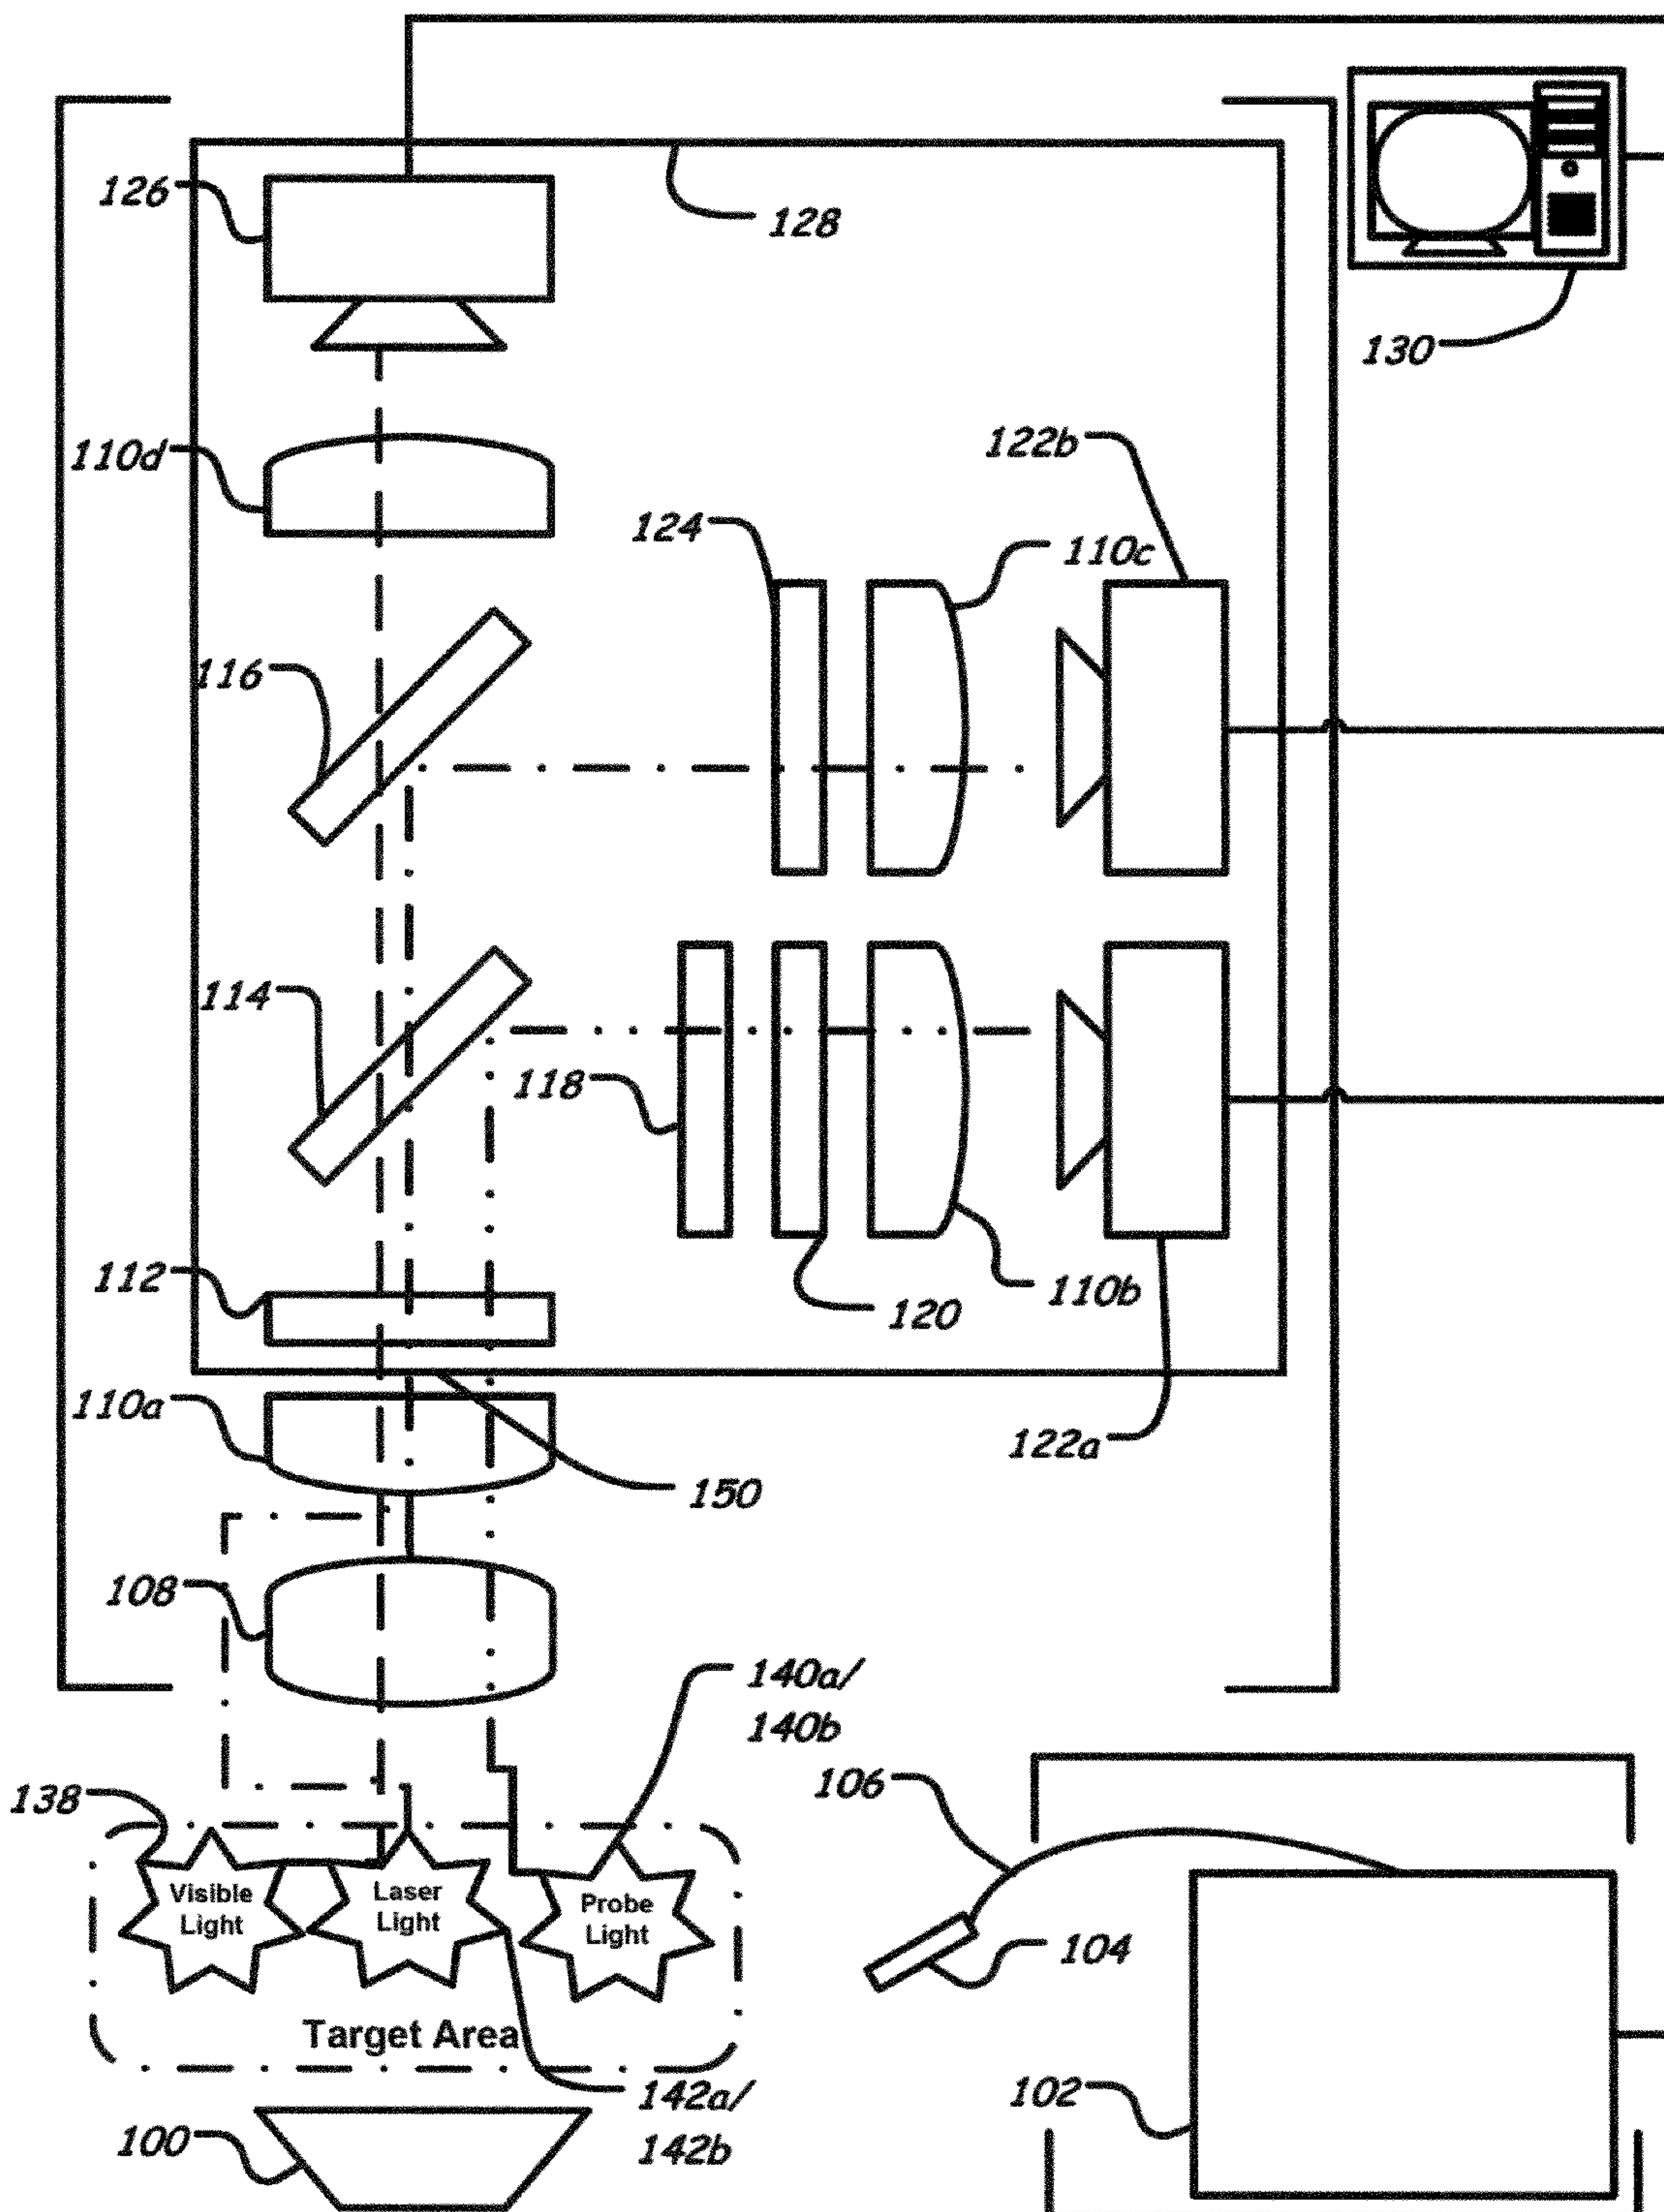 126
128
130
110d
122b
124
110c
116
114
118
112
110b
120
110a
122a
150
108
140a/
140b
138
106
Visible
Light
Laser
Light
Probe
Light
104
Target Area
142a/
142b
102
100